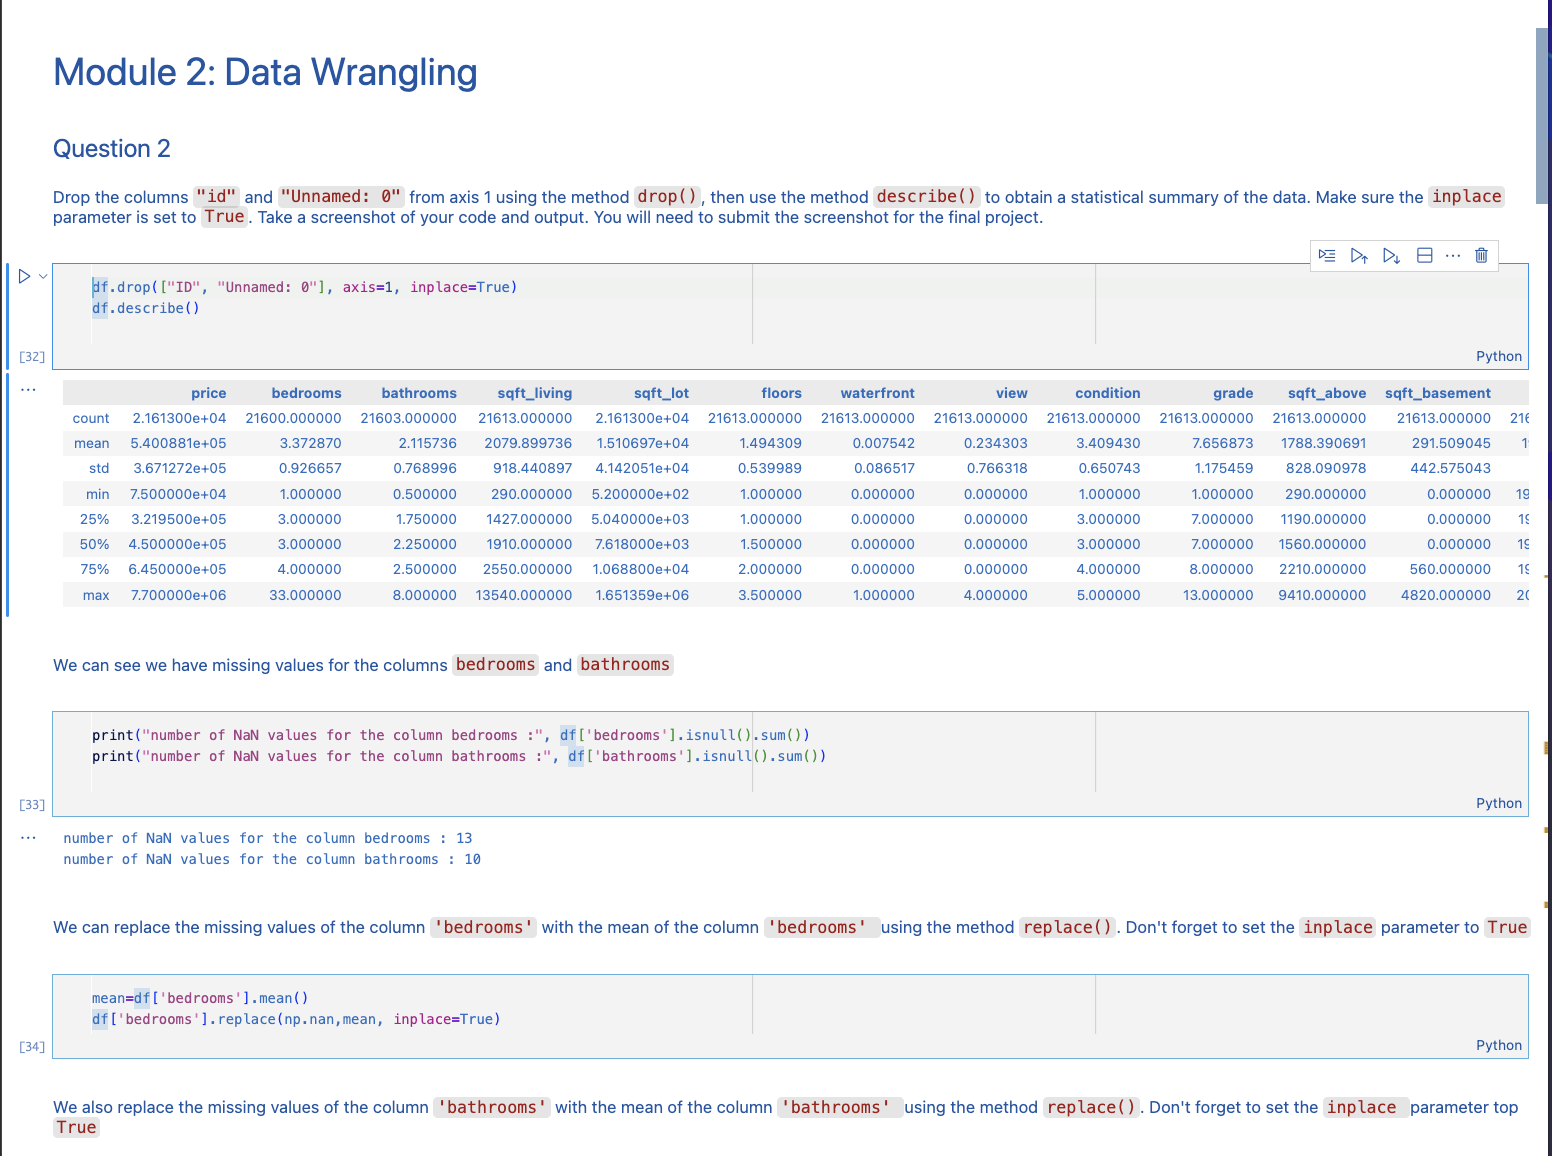 Module 2: Data Wrangling
Question 2
Drop the columns "id" and "Unnamed: 0" from axis 1 using the method drop(), then use the method describe() to obtain a statistical summary of the data. Make sure the inplace
parameter is set to True. Take a screenshot of your code and output. You will need to submit the screenshot for the final project.
df.drop(["ID", "Unnamed: 0"], axis=1, inplace=True)
df.describe()
[32]
Python
price bedrooms bathrooms sqft_living sqft_lot floors waterfront view condition grade sqft_above sqft_basement
count 2.161300e+04 21600.000000 21603.000000 21613.000000 2.161300e+04 21613.000000 21613.000000 21613.000000 21613.000000 21613.000000 21613.000000 21613.000000 216
mean 5.400881e+05 3.372870 2.115736 2079.899736 1.510697e+04 1.494309 0.007542 0.234303 3.409430 7.656873 1788.390691 291.509045 1
std 3.671272e+05 0.926657 0.768996 918.440897 4.142051e+04 0.539989 0.086517 0.766318 0.650743 1.175459 828.090978 442.575043
min 7.500000e+04 1.000000 0.500000 290.000000 5.200000e+02 1.000000 0.000000 0.000000 1.000000 1.000000 290.000000 0.000000 19
25% 3.219500e+05 3.000000 1.750000 1427.000000 5.040000e+03 1.000000 0.000000 0.000000 3.000000 7.000000 1190.000000 0.000000 19
50% 4.500000e+05 3.000000 2.250000 1910.000000 7.618000e+03 1.500000 0.000000 0.000000 3.000000 7.000000 1560.000000 0.000000 19
75% 6.450000e+05 4.000000 2.500000 2550.000000 1.068800e+04 2.000000 0.000000 0.000000 4.000000 8.000000 2210.000000 560.000000 19
max 7.700000e+06 33.000000 8.000000 13540.000000 1.651359e+06 3.500000 1.000000 4.000000 5.000000 13.000000 9410.000000 4820.000000 20
We can see we have missing values for the columns bedrooms and bathrooms
print("number of NaN values for the column bedrooms :", df['bedrooms'].isnull().sum())
print("number of NaN values for the column bathrooms :", df['bathrooms'].isnull().sum())
[33]
Python
number of NaN values for the column bedrooms : 13
number of NaN values for the column bathrooms : 10
We can replace the missing values of the column 'bedrooms' with the mean of the column 'bedrooms' using the method replace(). Don't forget to set the inplace parameter to True
mean=df['bedrooms'].mean()
df['bedrooms'].replace(np.nan,mean, inplace=True)
[34]
Python
We also replace the missing values of the column 'bathrooms' with the mean of the column 'bathrooms' using the method replace(). Don't forget to set the inplace parameter top
True